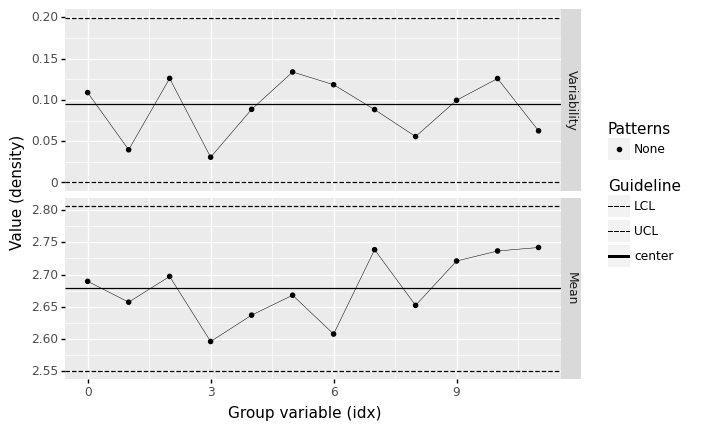 0.20
0.15
0.10
0.05
0
Variability
Value (density)
2.80
2.75
2.70
2.65
2.60
2.55
Mean
0 3 6 9
Group variable (idx)
Patterns
None
Guideline
LCL
UCL
center